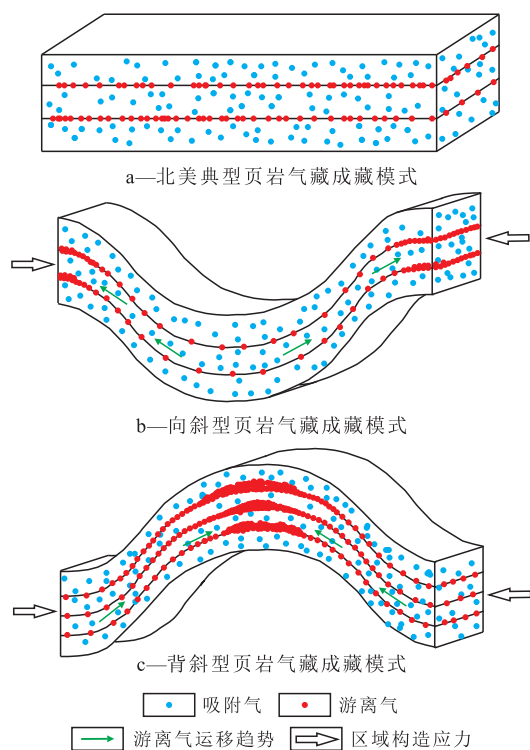 a—北美典型页岩气藏成藏模式
b—向斜型页岩气藏成藏模式
c—背斜型页岩气藏成藏模式
吸附气 游离气
游离气运移趋势 区域构造应力